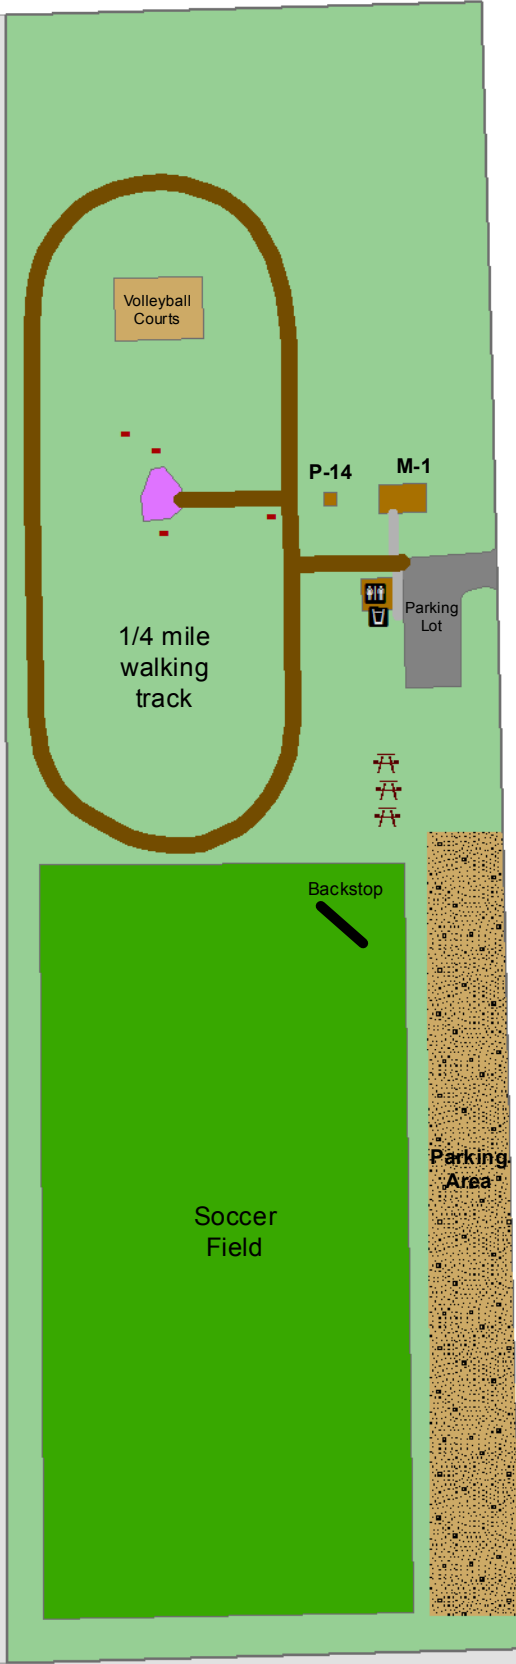 Volleyball
Courts
P-14
M-1
Parking
Lot
1/4 mile
walking
track
Backstop
Parking
Area
Soccer
Field